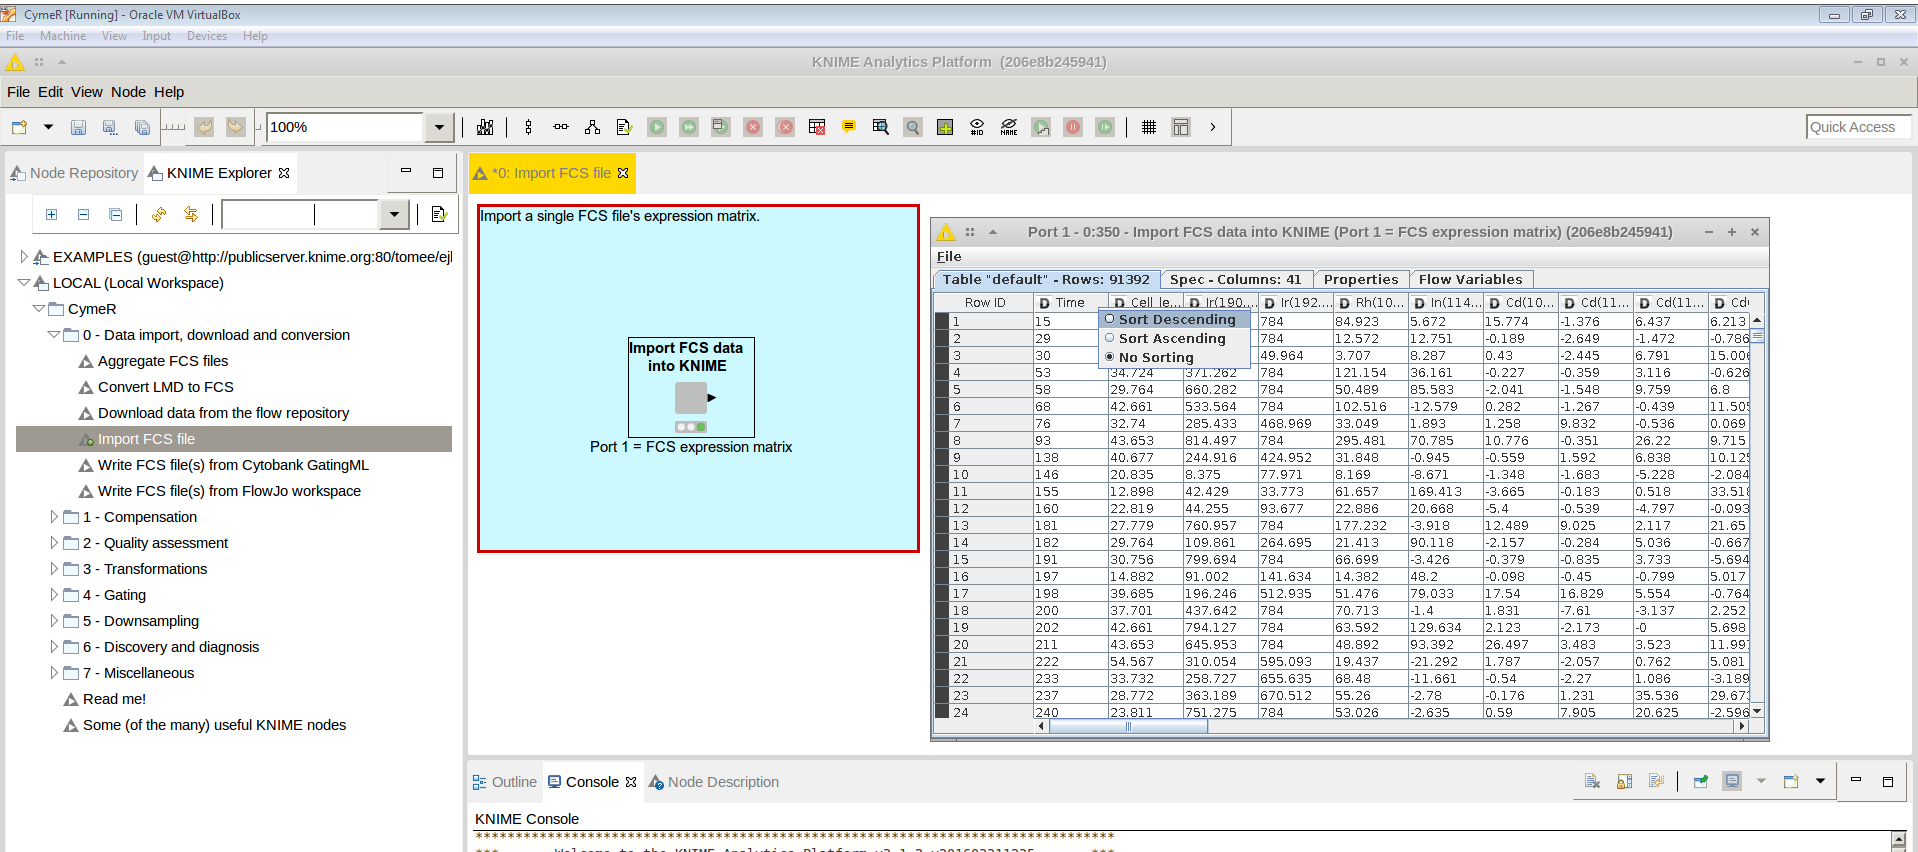 CymeR [Running] - Oracle VM VirtualBox
File Machine View Input Devices Help
KNIME Analytics Platform (206e8b245941)
File Edit View Node Help
100%
#ID
NAME
Quick Access
Node Repository
KNIME Explorer
*0: Import FCS file
EXAMPLES (guest@http://publicserver.knime.org:80/tomee/ejl
LOCAL (Local Workspace)
CymeR
0 - Data import, download and conversion
Aggregate FCS files
Convert LMD to FCS
Download data from the flow repository
Import FCS file
Write FCS file(s) from Cytobank GatingML
Write FCS file(s) from FlowJo workspace
1 - Compensation
2 - Quality assessment
3 - Transformations
4 - Gating
5 - Downsampling
6 - Discovery and diagnosis
7 - Miscellaneous
Read me!
Some (of the many) useful KNIME nodes
Import a single FCS file's expression matrix.
Import FCS data
into KNIME
Port 1 = FCS expression matrix
Port 1 - 0:350 - Import FCS data into KNIME (Port 1 = FCS expression matrix) (206e8b245941)
File
Table "default" - Rows: 91392 Spec - Columns: 41 Properties Flow Variables
Row ID D Time D Cell_le... D Ir(190... D Ir(192... D Rh(10... D In(114... D Cd(10... D Cd(11... D Cd(11... D Cd(
Sort Descending
Sort Ascending
No Sorting
1 15 784 84.923 5.672 15.774 -1.376 6.437 6.213
2 29 784 12.572 12.751 -0.189 -2.649 -1.472 -0.786
3 30 49.964 3.707 8.287 0.43 -2.445 6.791 15.006
4 53 34.724 371.262 784 121.154 36.161 -0.227 -0.359 3.116 -0.626
5 58 29.764 660.282 784 50.489 85.583 -2.041 -1.548 9.759 6.8
6 68 42.661 533.564 784 102.516 -12.579 0.282 -1.267 -0.439 11.505
7 76 32.74 285.433 468.969 33.049 1.893 1.258 9.832 -0.536 0.069
8 93 43.653 814.497 784 295.481 70.785 10.776 -0.351 26.22 9.715
9 138 40.677 244.916 424.952 31.848 -0.945 -0.559 1.592 6.838 10.125
10 146 20.835 8.375 77.971 8.169 -8.671 -1.348 -1.683 -5.228 -2.084
11 155 12.898 42.429 33.773 61.657 169.413 -3.665 -0.183 0.518 33.518
12 160 22.819 44.255 93.677 22.886 20.668 -5.4 -0.539 -4.797 -0.093
13 181 27.779 760.957 784 177.232 -3.918 12.489 9.025 2.117 21.65
14 182 29.764 109.861 264.695 21.413 90.118 -2.157 -0.284 5.036 -0.667
15 191 30.756 799.694 784 66.699 -3.426 -0.379 -0.835 3.733 -5.694
16 197 14.882 91.002 141.634 14.382 48.2 -0.098 -0.45 -0.799 5.017
17 198 39.685 196.246 512.935 51.476 79.033 17.54 16.829 5.554 -0.764
18 200 37.701 437.642 784 70.713 -1.4 1.831 -7.61 -3.137 2.252
19 202 42.661 794.127 784 63.592 129.634 2.123 -2.173 -0 5.698
20 211 43.653 645.953 784 48.892 93.392 26.497 3.483 3.523 11.997
21 222 54.567 310.054 595.093 19.437 -21.292 1.787 -2.057 0.762 5.081
22 233 33.732 258.727 655.635 68.48 -11.661 -0.54 -2.27 1.086 -3.189
23 237 28.772 363.189 670.512 55.26 -2.78 -0.176 1.231 35.536 29.673
24 240 23.811 751.275 784 53.026 -2.635 0.59 7.905 20.625 -2.596
Outline Console Node Description
KNIME Console